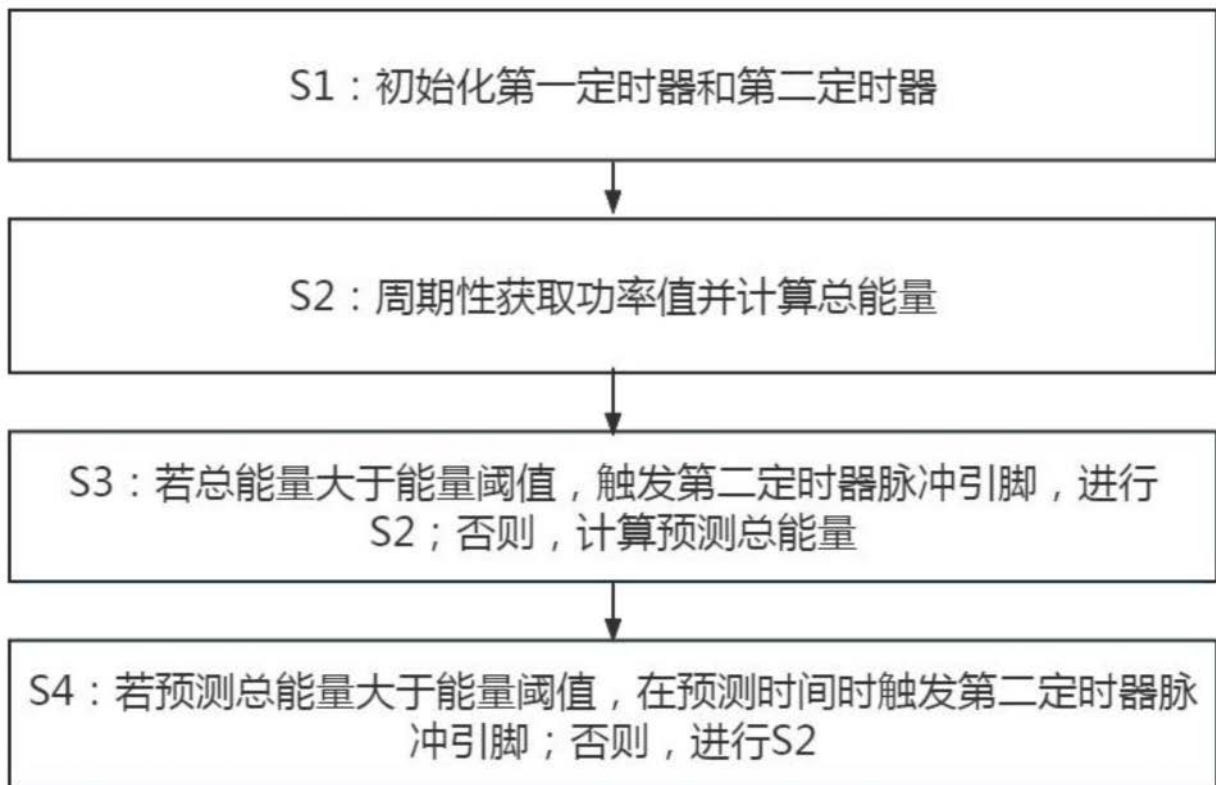 S1：初始化第一定时器和第二定时器
S2：周期性获取功率值并计算总能量
S3：若总能量大于能量阈值，触发第二定时器脉冲引脚，进行
S2；否则，计算预测总能量
S4：若预测总能量大于能量阈值，在预测时间时触发第二定时器脉
冲引脚；否则，进行S2